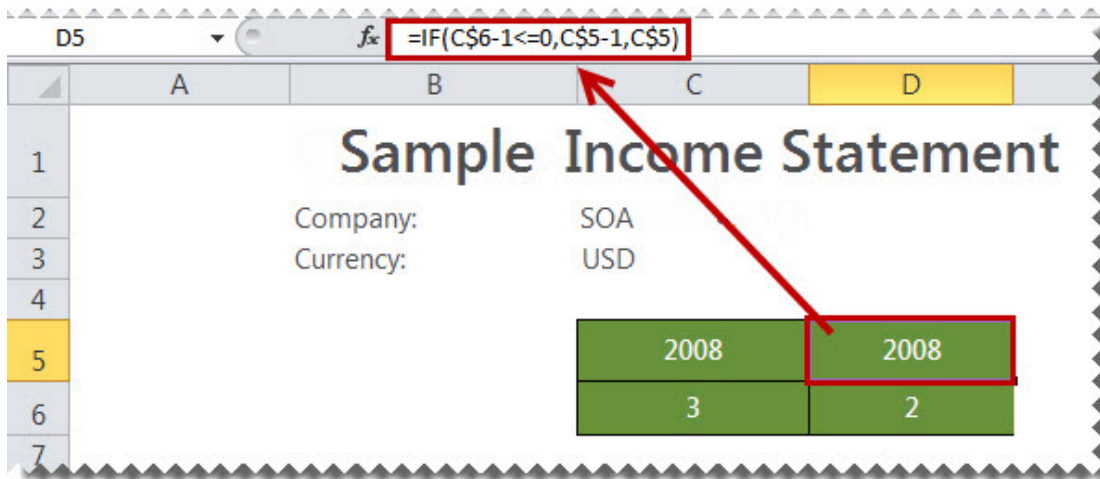 D5 fx =IF(C$6-1<=0,C$5-1,C$5)
A B C D
1 Sample Income Statement
2 Company: SOA
3 Currency: USD
4
5 2008 2008
6 3 2
7